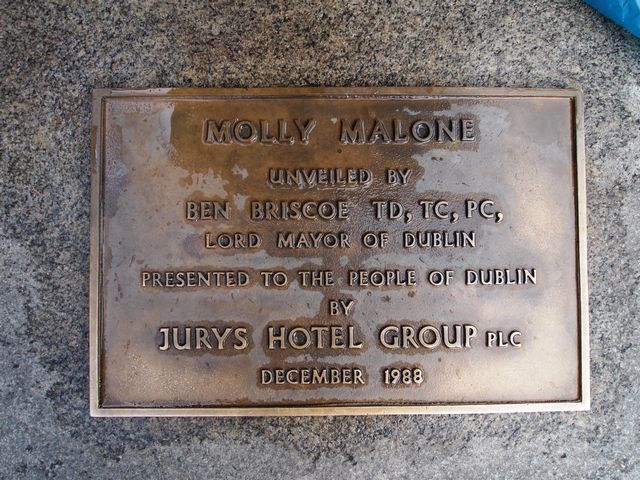 MOLLY MALONE
UNVEILED BY
BEN BRISCOE TD, TC, PC,
LORD MAYOR OF DUBLIN
PRESENTED TO THE PEOPLE OF DUBLIN
BY
JURYS HOTEL GROUP PLC
DECEMBER 1988